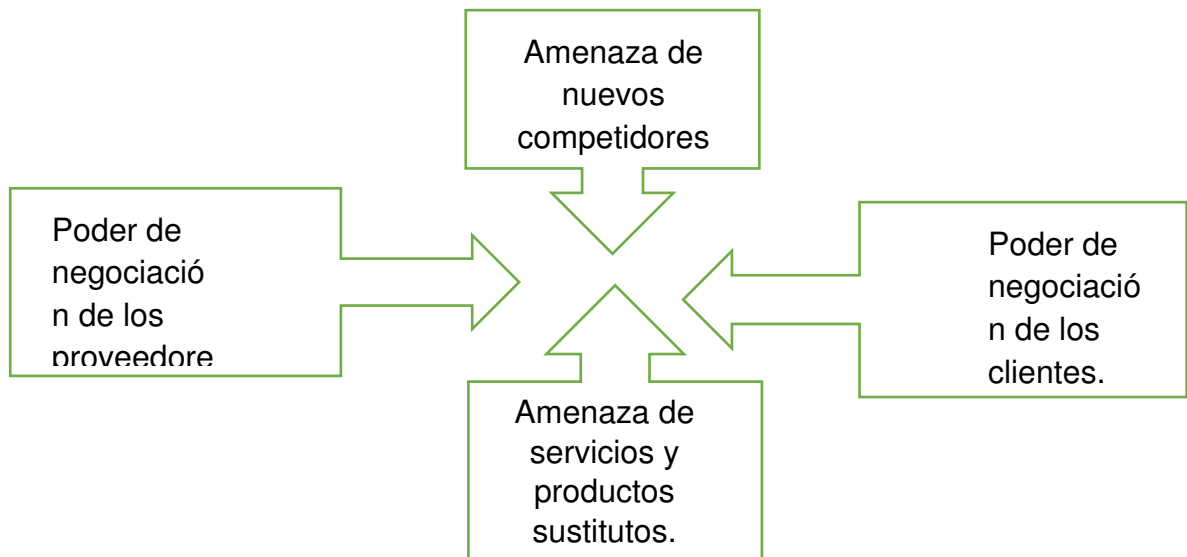 Amenaza de
nuevos
competidores
Poder de
negociació
n de los
proveedore
Poder de
negociació
n de los
clientes.
Amenaza de
servicios y
productos
sustitutos.